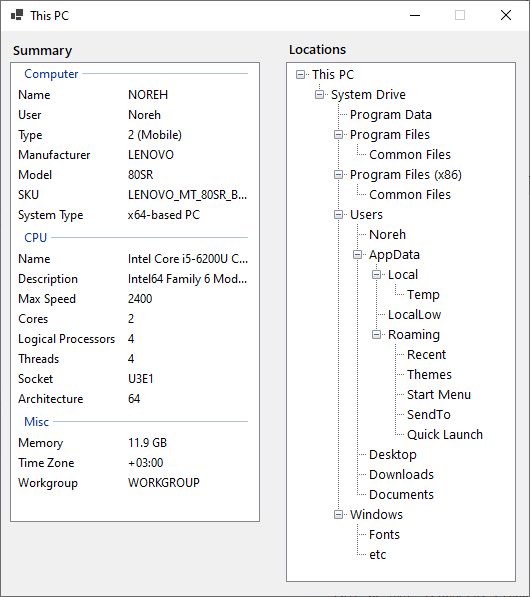 This PC
Summary
Computer
Name NOREH
User Noreh
Type 2 (Mobile)
Manufacturer LENOVO
Model 80SR
SKU LENOVO_MT_80SR_B...
System Type x64-based PC
CPU
Name Intel Core i5-6200U C...
Description Intel64 Family 6 Mod...
Max Speed 2400
Cores 2
Logical Processors 4
Threads 4
Socket U3E1
Architecture 64
Misc
Memory 11.9 GB
Time Zone +03:00
Workgroup WORKGROUP
Locations
This PC
System Drive
Program Data
Program Files
Common Files
Program Files (x86)
Common Files
Users
Noreh
AppData
Local
Temp
LocalLow
Roaming
Recent
Themes
Start Menu
SendTo
Quick Launch
Desktop
Downloads
Documents
Windows
Fonts
etc